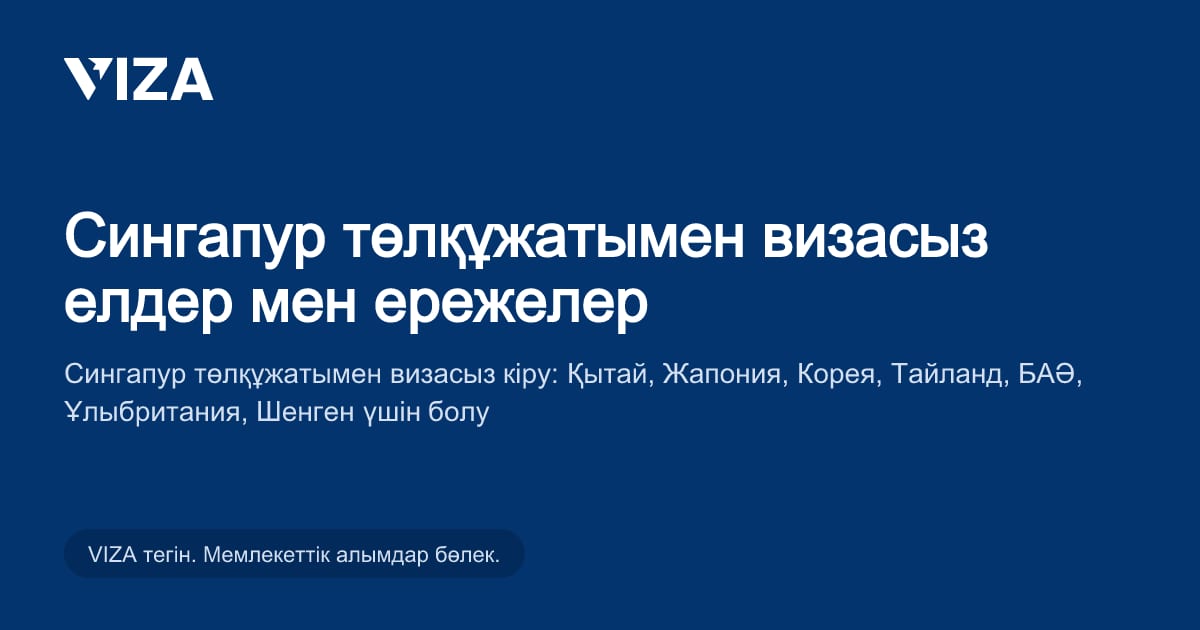 VIZA
Сингапур төлқұжатымен визасыз
елдер мен ережелер
Сингапур төлқұжатымен визасыз кіру: Қытай, Жапония, Корея, Тайланд, БАӘ,
Ұлыбритания, Шенген үшін болу
VIZA тегін. Мемлекеттік алымдар бөлек.